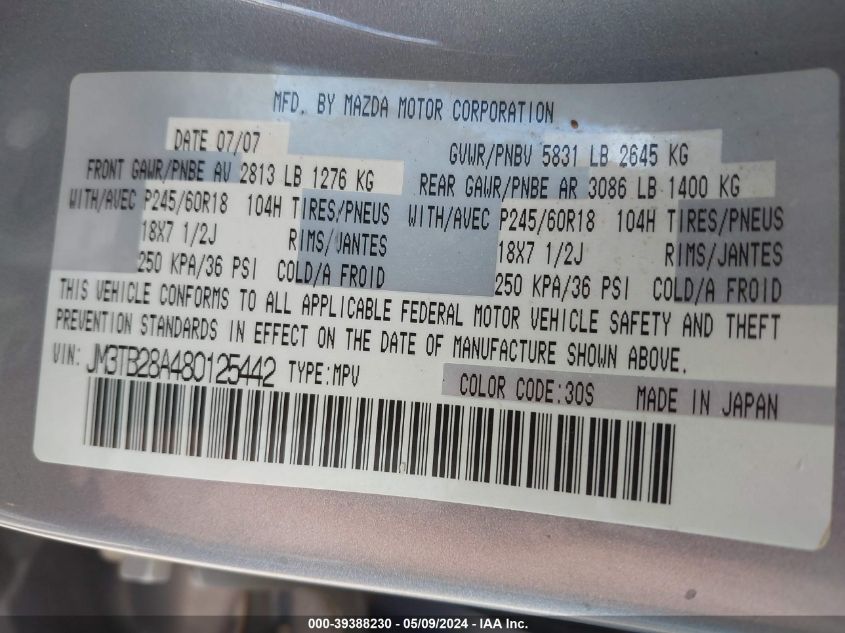 MFD. BY MAZDA MOTOR CORPORATION
DATE 07/07
GVWR/PNBV 5831 LB 2645 KG
FRONT GAWR/PNBE AV 2813 LB 1276 KG
REAR GAWR/PNBE AR 3086 LB 1400 KG
WITH/AVEC P245/60R18 104H TIRES/PNEUS
WITH/AVEC P245/60R18 104H TIRES/PNEUS
18X7 1/2J RIMS/JANTES
18X7 1/2J RIMS/JANTES
250 KPA/36 PSI COLD/A FROID
250 KPA/36 PSI COLD/A FROID
THIS VEHICLE CONFORMS TO ALL APPLICABLE FEDERAL MOTOR VEHICLE SAFETY AND THEFT
PREVENTION STANDARDS IN EFFECT ON THE DATE OF MANUFACTURE SHOWN ABOVE.
VIN: JM3TB28A480125442 TYPE:MPV
COLOR CODE:30S MADE IN JAPAN
000-39388230 - 05/09/2024 - IAAI.com